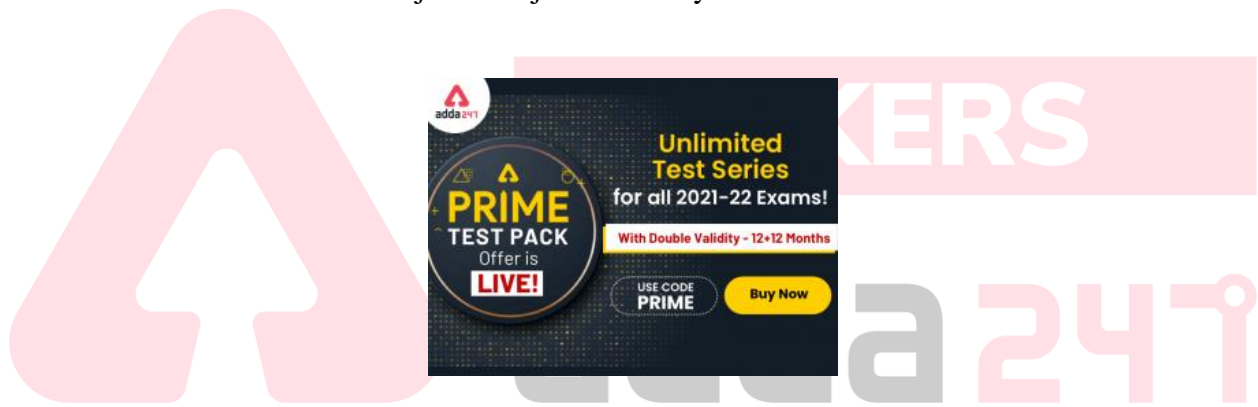 KERS
adda247
Unlimited
Test Series
for all 2021-22 Exams!
PRIME
TEST PACK
Offer is
LIVE!
With Double Validity - 12+12 Months
USE CODE
PRIME
Buy Now
a 247